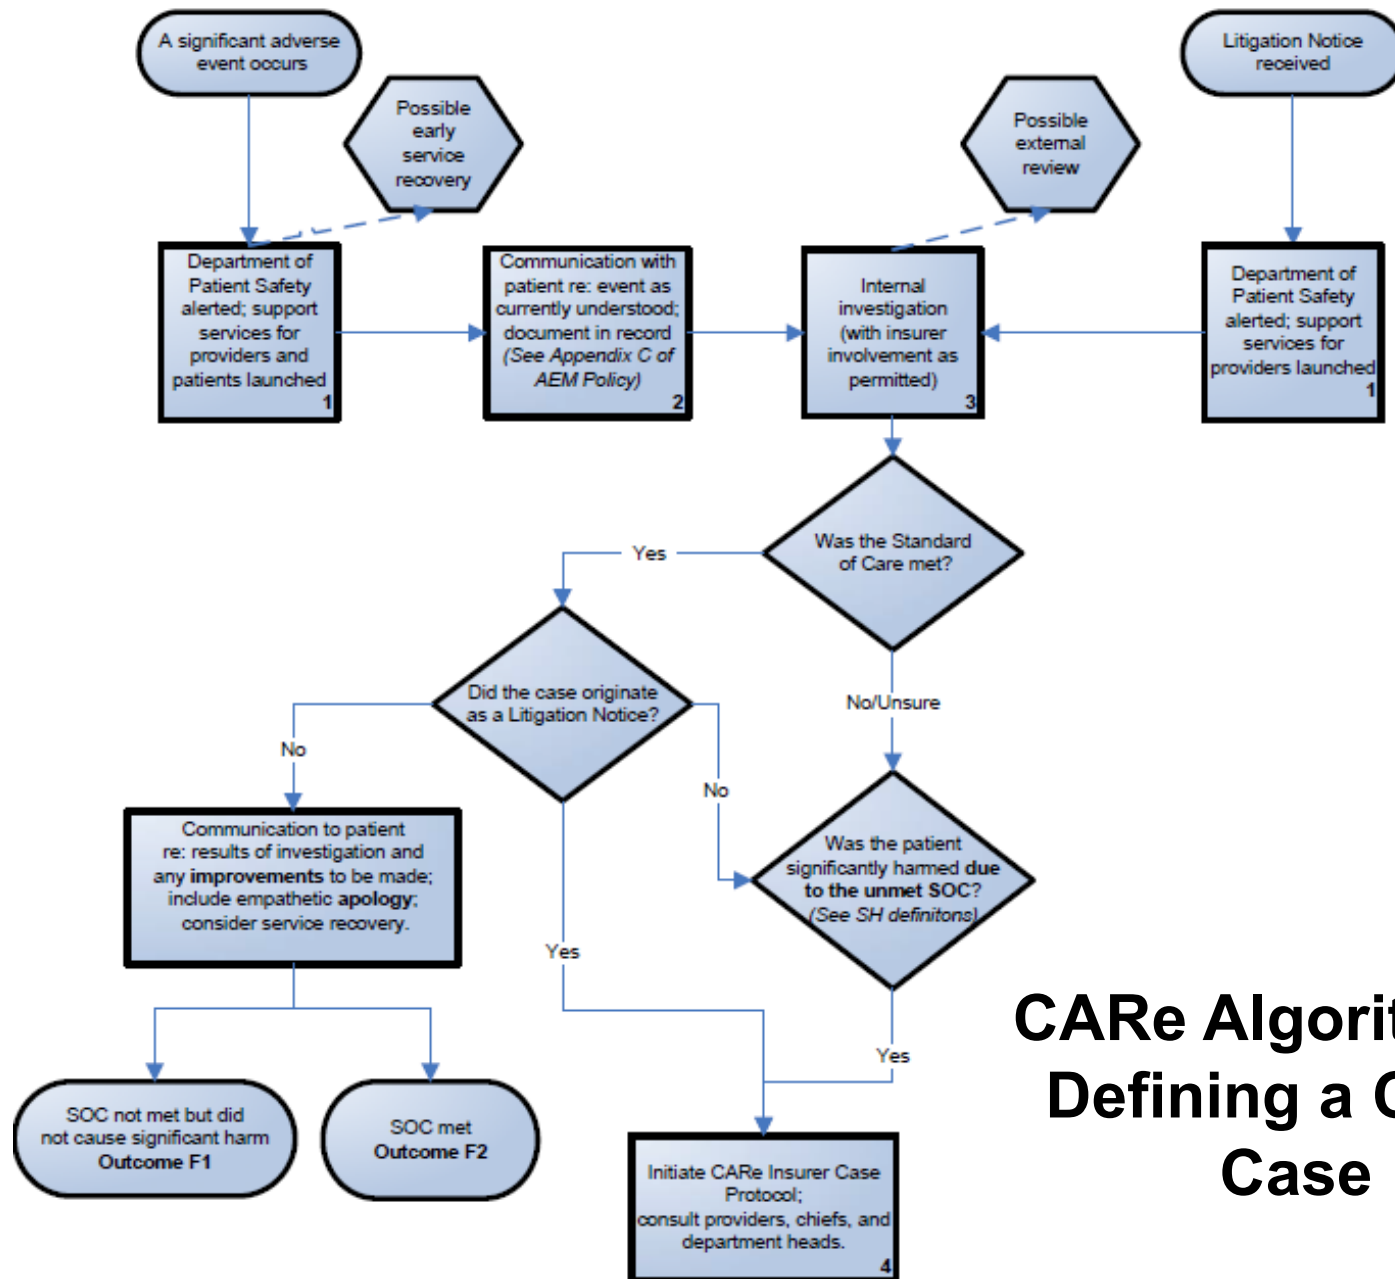 A significant adverse
event occurs
Litigation Notice
received
Possible
early
service
recovery
Possible
external
review
Department of
Patient Safety
alerted; support
services for
providers and
patients launched
1
Communication with
patient re: event as
currently understood;
document in record
(See Appendix C of
AEM Policy)
2
Internal
investigation
(with insurer
involvement as
permitted)
3
Department of
Patient Safety
alerted; support
services for
providers launched
1
Was the Standard
of Care met?
Yes
No/Unsure
Did the case originate
as a Litigation Notice?
No
No
Yes
Communication to patient
re: results of investigation and
any improvements to be made;
include empathetic apology;
consider service recovery.
Was the patient
significantly harmed due
to the unmet SOC?
(See SH definitons)
Yes
SOC not met but did
not cause significant harm
Outcome F1
SOC met
Outcome F2
Initiate CARe Insurer Case
Protocol;
consult providers, chiefs, and
department heads.
4
CARe Algorit
Defining a C
Case